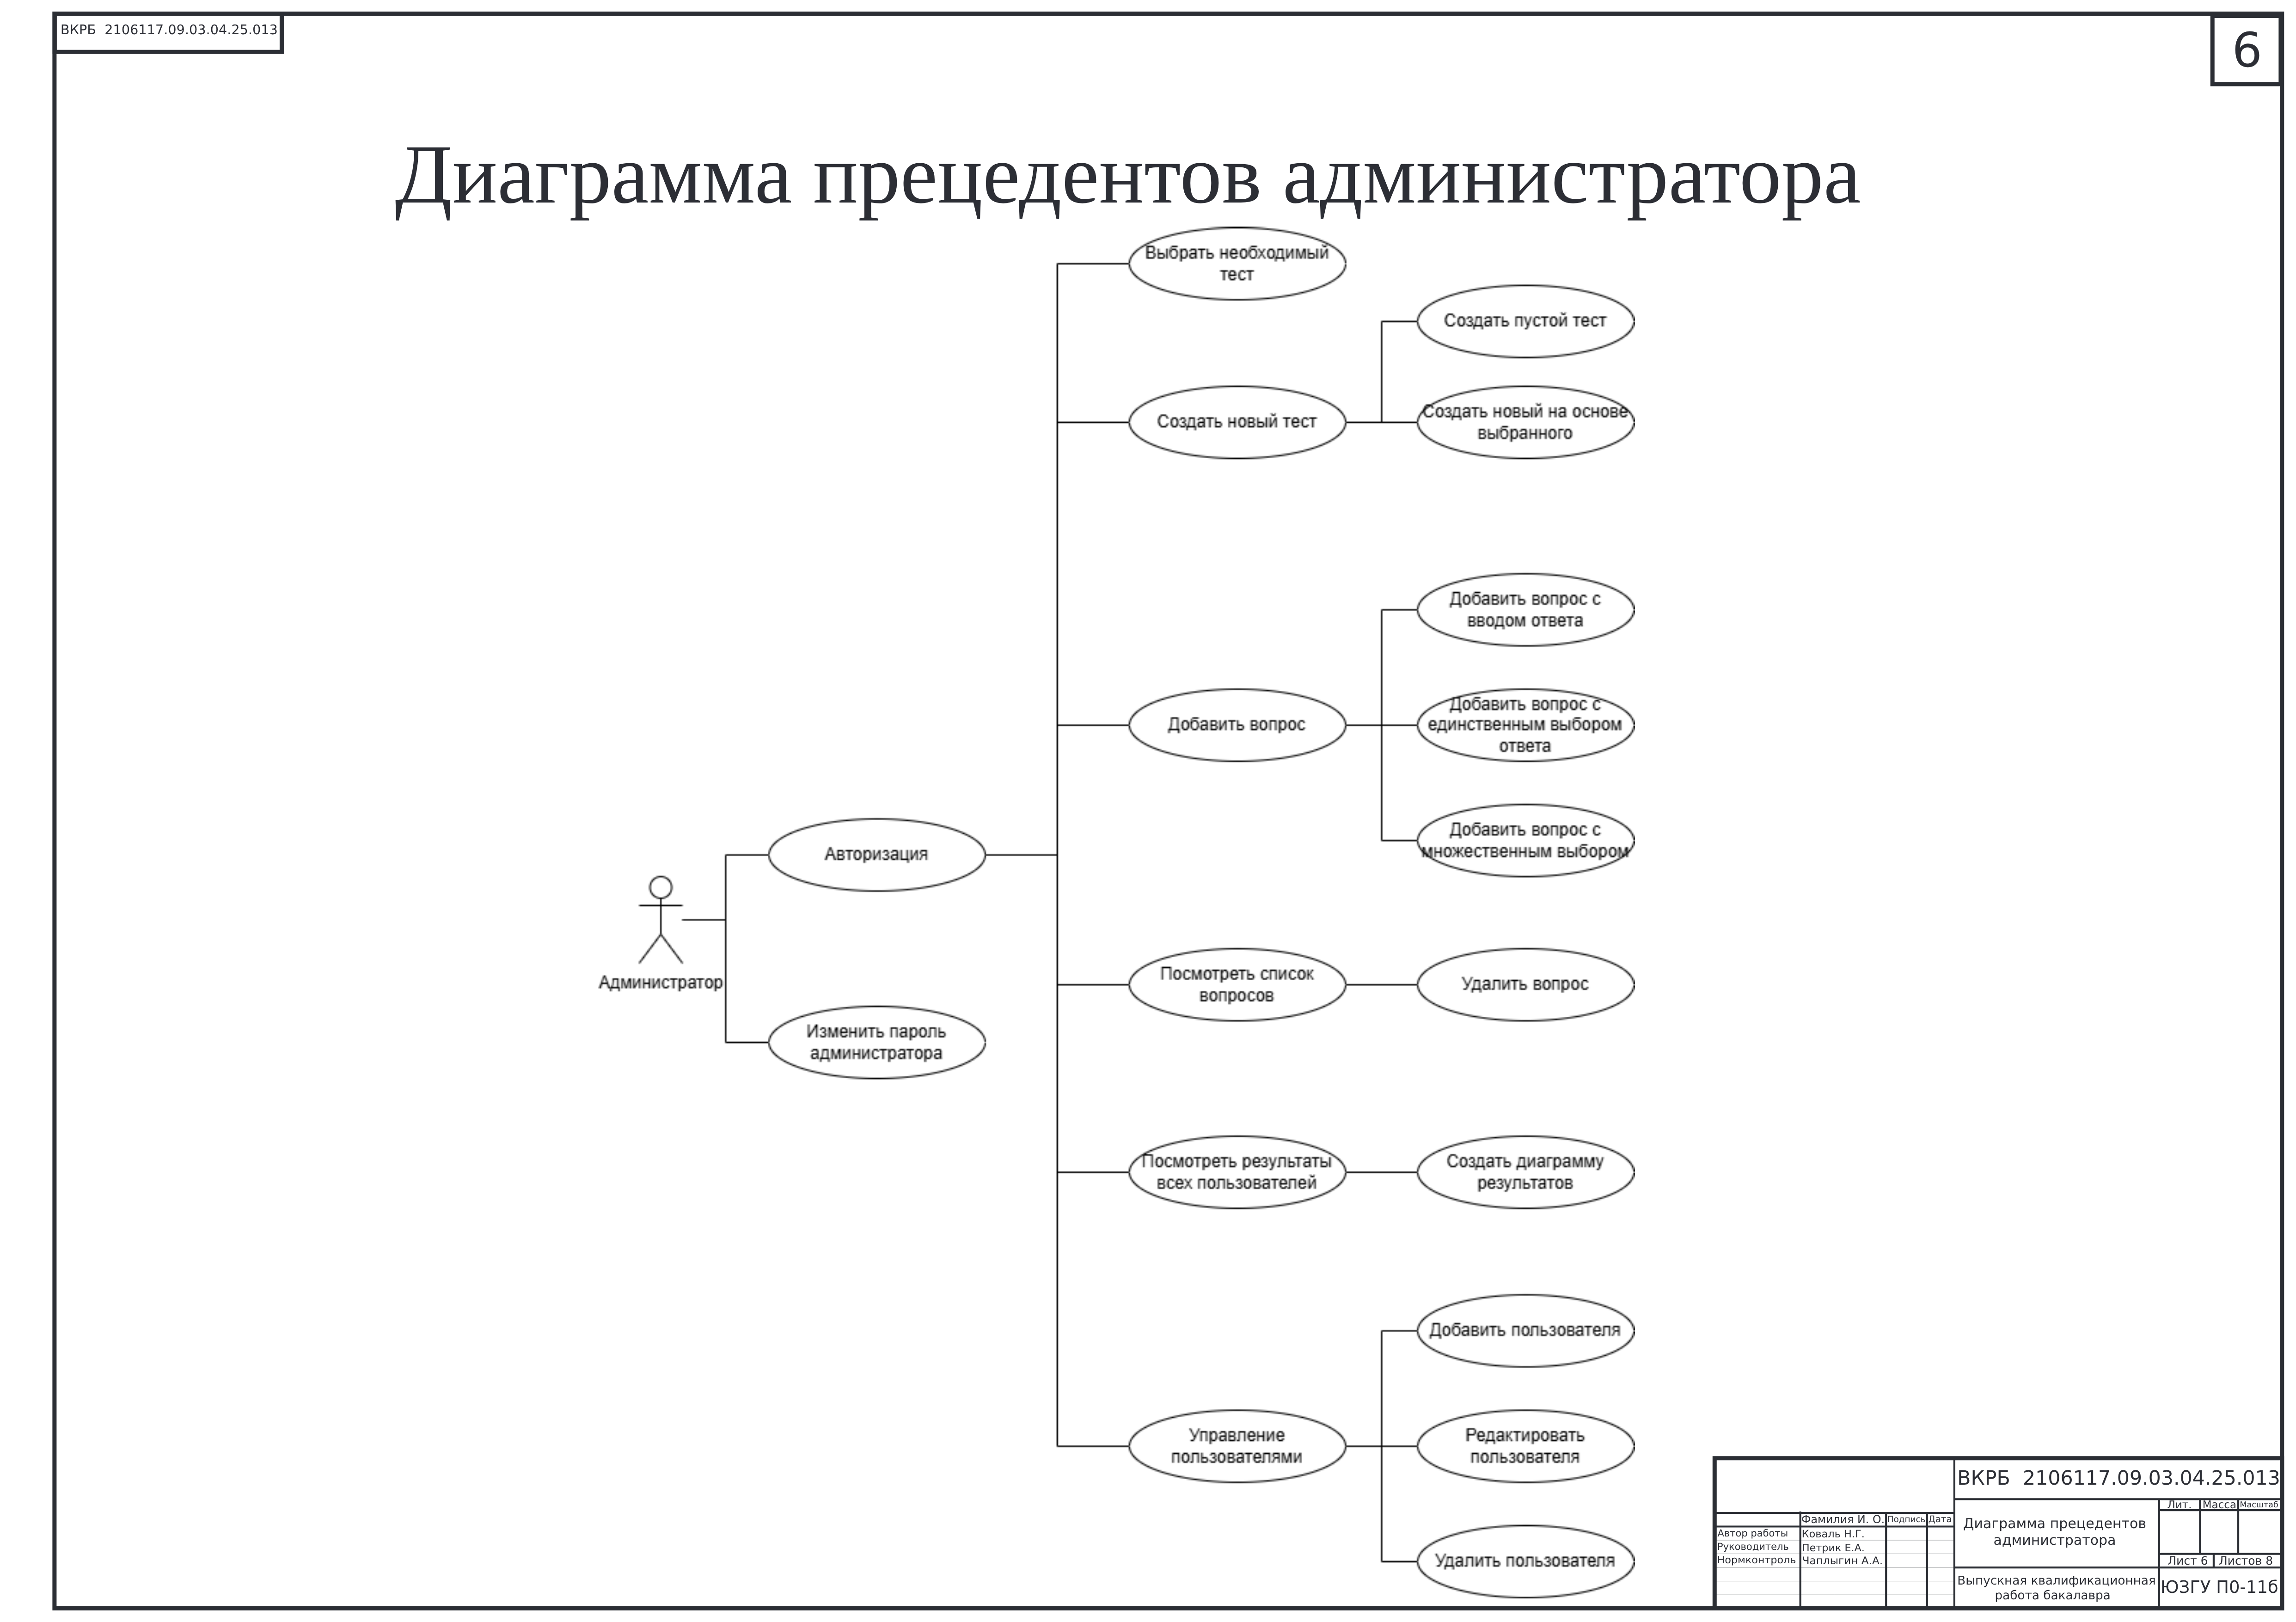 ВКРБ 2106117.09.03.04.25.013
6
Диаграмма прецедентов администратора
Выбрать необходимый
тест
Создать пустой тест
Создать новый тест
Создать новый на основе
выбранного
Добавить вопрос с
вводом ответа
Добавить вопрос
Добавить вопрос с
единственным выбором
ответа
Добавить вопрос с
множественным выбором
Авторизация
Администратор
Изменить пароль
администратора
Посмотреть список
вопросов
Удалить вопрос
Посмотреть результаты
всех пользователей
Создать диаграмму
результатов
Добавить пользователя
Управление
пользователями
Редактировать
пользователя
Удалить пользователя
ВКРБ 2106117.09.03.04.25.013
Лит. Масса Масштаб
Фамилия И. О. Подпись Дата
Автор работы Коваль Н.Г.
Руководитель Петрик Е.А.
Нормконтроль Чаплыгин А.А.
Диаграмма прецедентов
администратора
Лист 6 Листов 8
Выпускная квалификационная
работа бакалавра
ЮЗГУ П0-11б